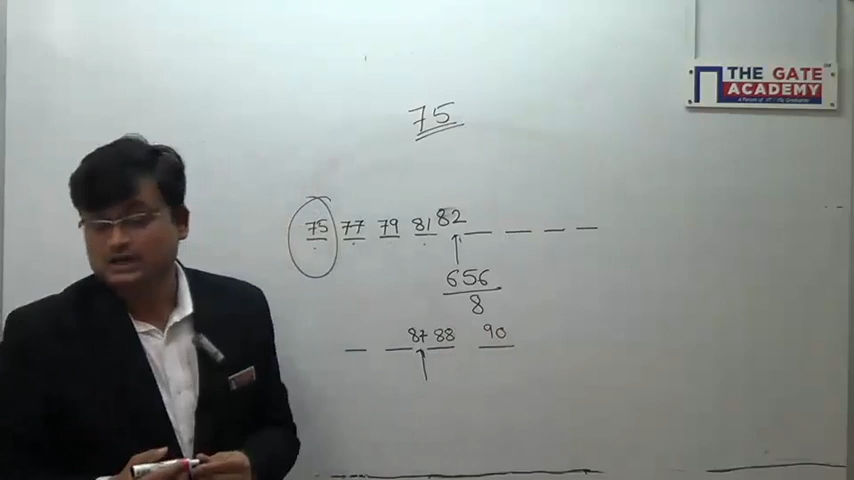 THE GATE
ACADEMY
75
75 77 79 81 82
656
8
87 88 90